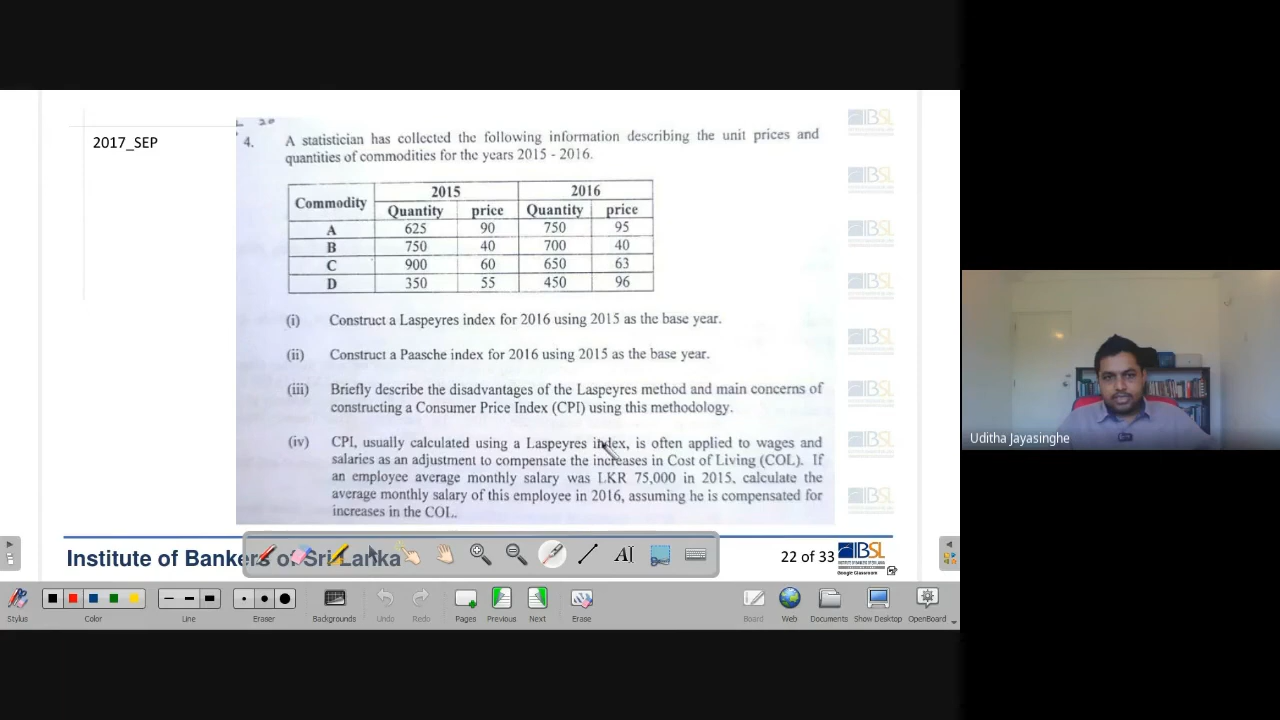 2017_SEP
4. A statistician has collected the following information describing the unit prices and
quantities of commodities for the years 2015 - 2016.
Commodity 2015 2016
Quantity price Quantity price
A 625 90 750 95
B 750 40 700 40
C 900 60 650 63
D 350 55 450 96
(i) Construct a Laspeyres index for 2016 using 2015 as the base year.
(ii) Construct a Paasche index for 2016 using 2015 as the base year.
(iii) Briefly describe the disadvantages of the Laspeyres method and main concerns of
constructing a Consumer Price Index (CPI) using this methodology.
(iv) CPI, usually calculated using a Laspeyres index, is often applied to wages and
salaries as an adjustment to compensate the increases in Cost of Living (COL). If
an employee average monthly salary was LKR 75,000 in 2015, calculate the
average monthly salary of this employee in 2016, assuming he is compensated for
increases in the COL.
Uditha Jayasinghe
Institute of Bankers of Sri Lanka
22 of 33
IBSL
Google Classroom
Stylus Color Line Eraser Backgrounds Undo Redo Pages Previous Next Erase Board Web Documents Show Desktop OpenBoard